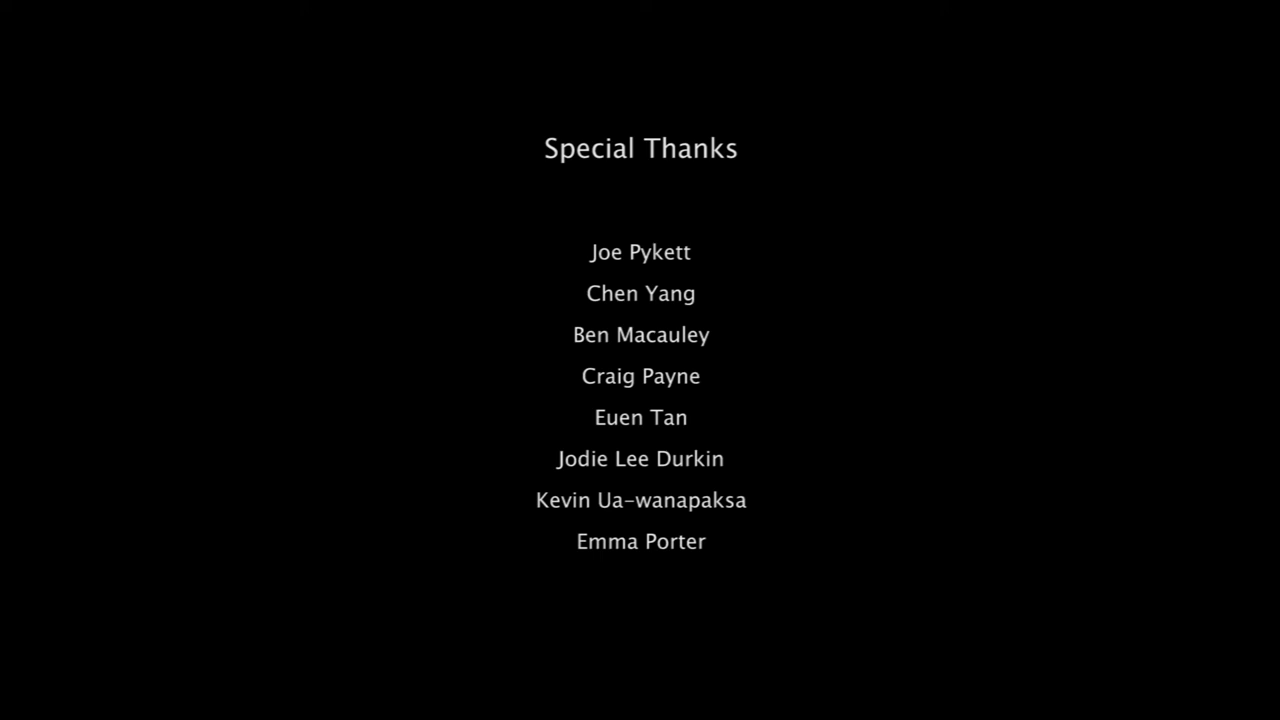 Special Thanks
Joe Pykett
Chen Yang
Ben Macauley
Craig Payne
Euen Tan
Jodie Lee Durkin
Kevin Ua-wanapaksa
Emma Porter